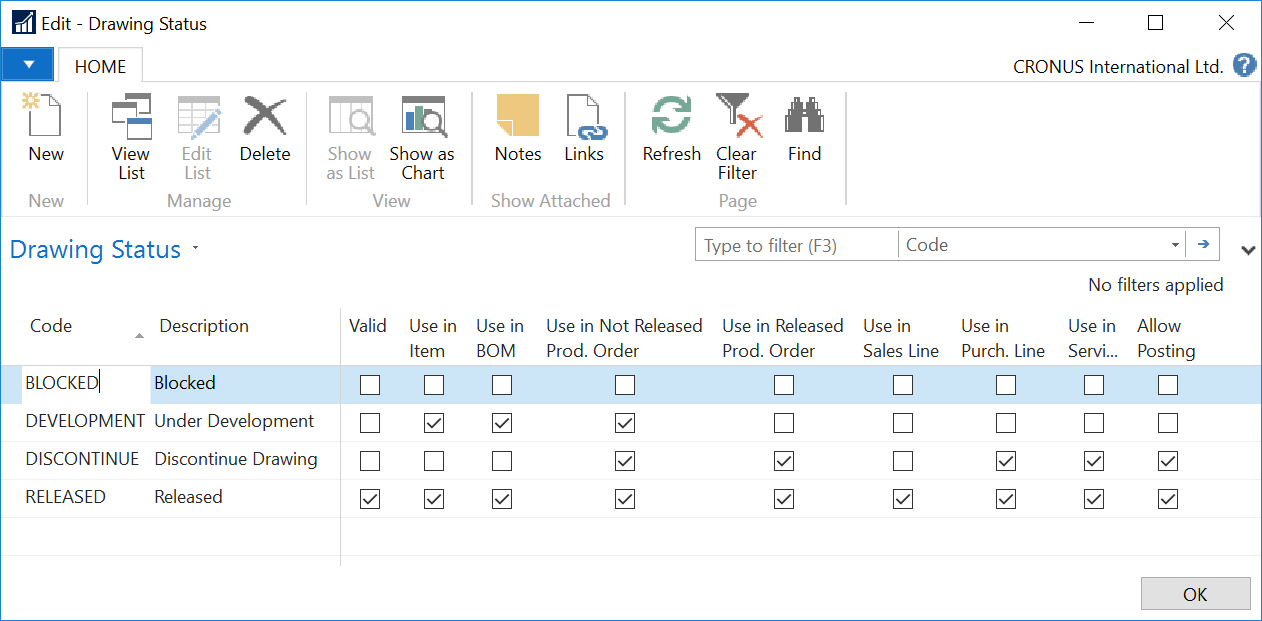 Edit - Drawing Status
HOME
CRONUS International Ltd.
?
New
View List
Edit List
Delete
Show as List
Show as Chart
Notes
Links
Refresh
Clear Filter
Find
New
Manage
View
Show Attached
Page
Drawing Status
Type to filter (F3)
Code
No filters applied
Code
Description
Valid
Use in Item
Use in BOM
Use in Not Released Prod. Order
Use in Released Prod. Order
Use in Sales Line
Use in Purch. Line
Use in Servi...
Allow Posting
BLOCKED Blocked
DEVELOPMENT Under Development
DISCONTINUE Discontinue Drawing
RELEASED Released
OK